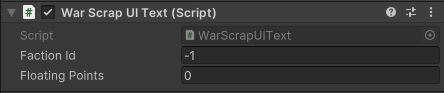 War Scrap UI Text (Script)
Script WarScrapUIText
Faction Id -1
Floating Points 0